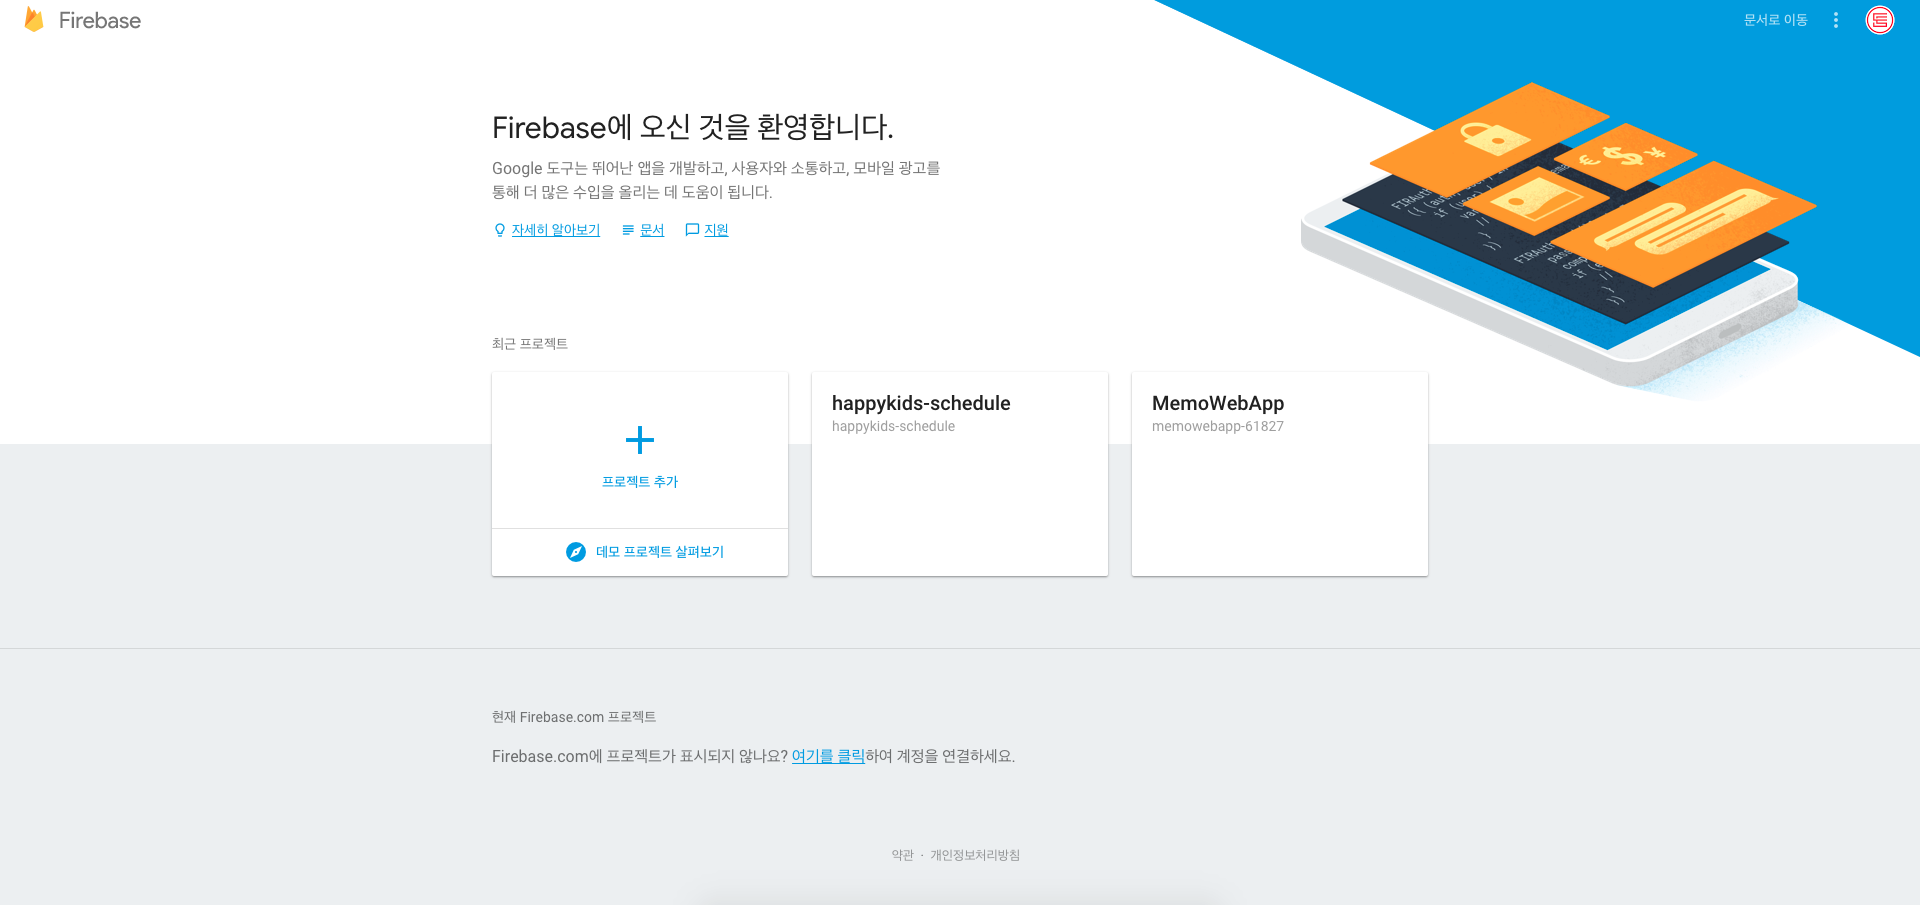 Firebase
문서로 이동
Firebase에 오신 것을 환영합니다.
Google 도구는 뛰어난 앱을 개발하고, 사용자와 소통하고, 모바일 광고를
통해 더 많은 수입을 올리는 데 도움이 됩니다.
자세히 알아보기 문서 지원
최근 프로젝트
프로젝트 추가
데모 프로젝트 살펴보기
happykids-schedule
happykids-schedule
MemoWebApp
memowebapp-61827
현재 Firebase.com 프로젝트
Firebase.com에 프로젝트가 표시되지 않나요? 여기를 클릭하여 계정을 연결하세요.
약관 · 개인정보처리방침